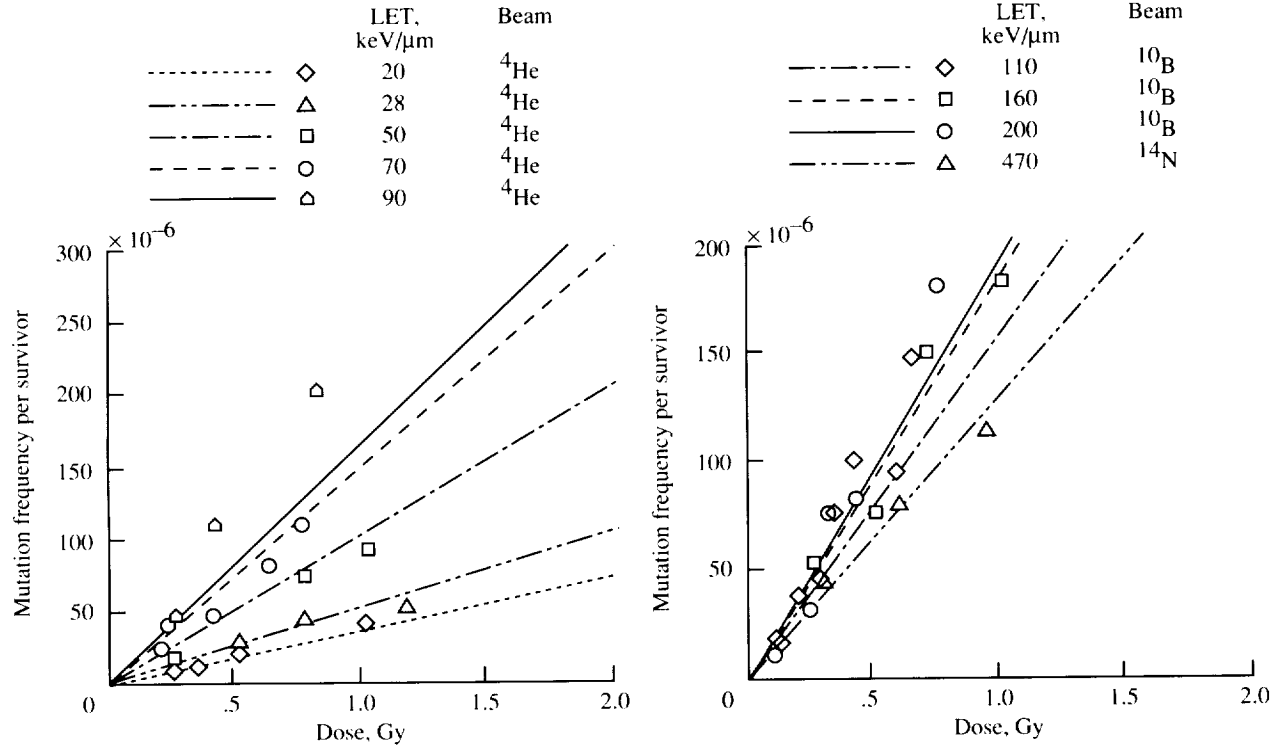 LET, Beam
keV/μm
20 ⁴He
28 ⁴He
50 ⁴He
70 ⁴He
90 ⁴He
300 × 10⁻⁶
250
200
150
100
50
0 .5 1.0 1.5 2.0
Dose, Gy
Mutation frequency per survivor
LET, Beam
keV/μm
110 ¹⁰B
160 ¹⁰B
200 ¹⁰B
470 ¹⁴N
200 × 10⁻⁶
150
100
50
0 .5 1.0 1.5 2.0
Dose, Gy
Mutation frequency per survivor